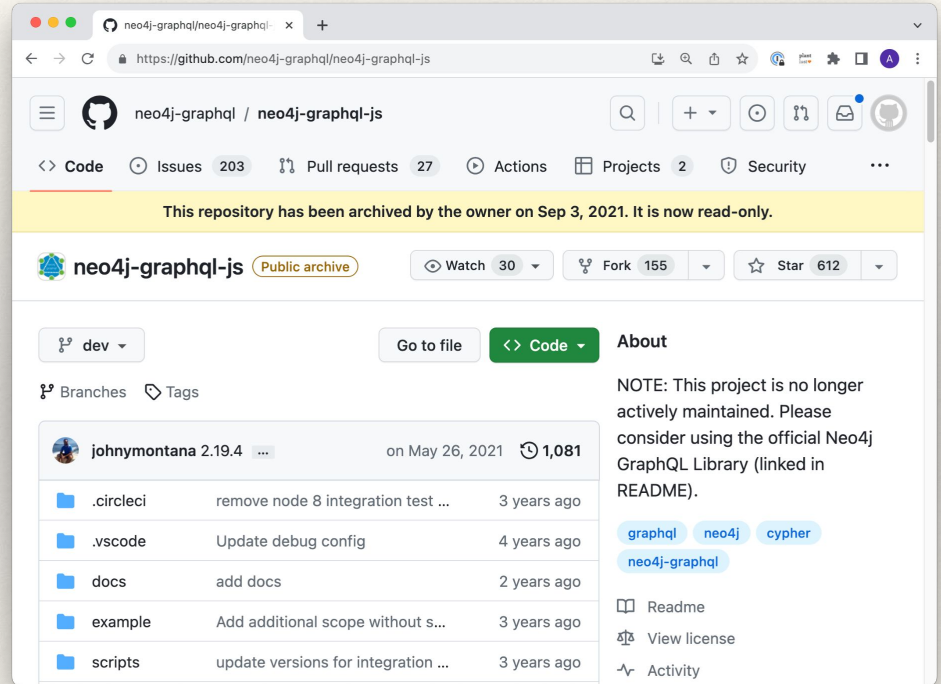 neo4j-graphql/neo4j-graphql-
https://github.com/neo4j-graphql/neo4j-graphql-js
A
neo4j-graphql / neo4j-graphql-js
Code Issues 203 Pull requests 27 Actions Projects 2 Security ...
This repository has been archived by the owner on Sep 3, 2021. It is now read-only.
neo4j-graphql-js Public archive Watch 30 Fork 155 Star 612
dev Go to file <> Code
Branches Tags
johnymontana 2.19.4 ... on May 26, 2021 1,081
.circleci remove node 8 integration test ... 3 years ago
.vscode Update debug config 4 years ago
docs add docs 2 years ago
example Add additional scope without s... 3 years ago
scripts update versions for integration ... 3 years ago
About
NOTE: This project is no longer
actively maintained. Please
consider using the official Neo4j
GraphQL Library (linked in
README).
graphql neo4j cypher
neo4j-graphql
Readme
View license
Activity